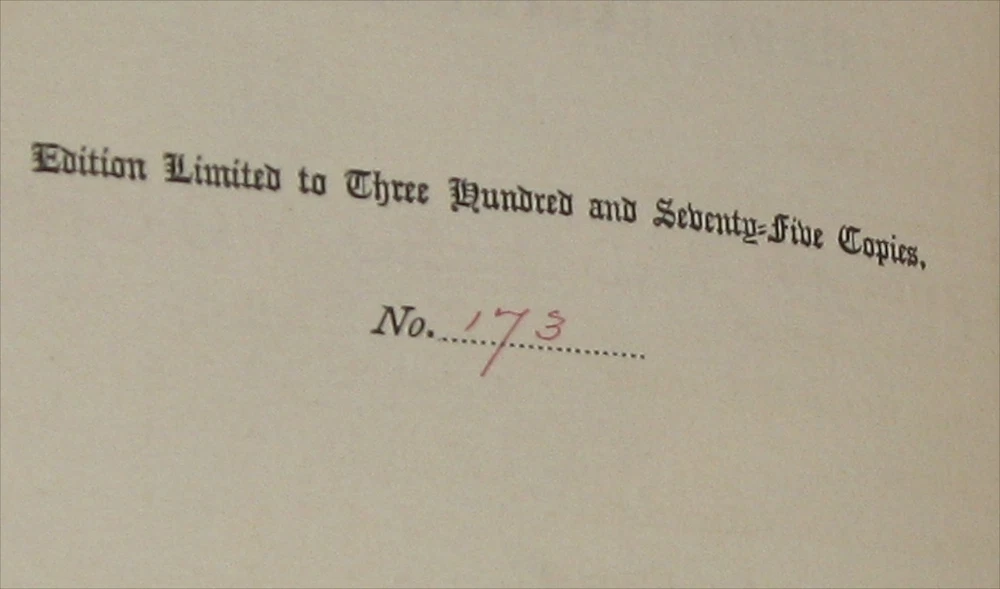 Edition Limited to Three Hundred and Seventy-Five Copies.
No. 173